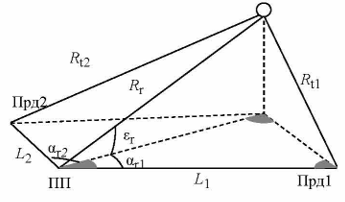 R_t2
R_r
R_t1
Прд2
L_2
α_r2
ε_r
α_r1
ПП
L_1
Прд1